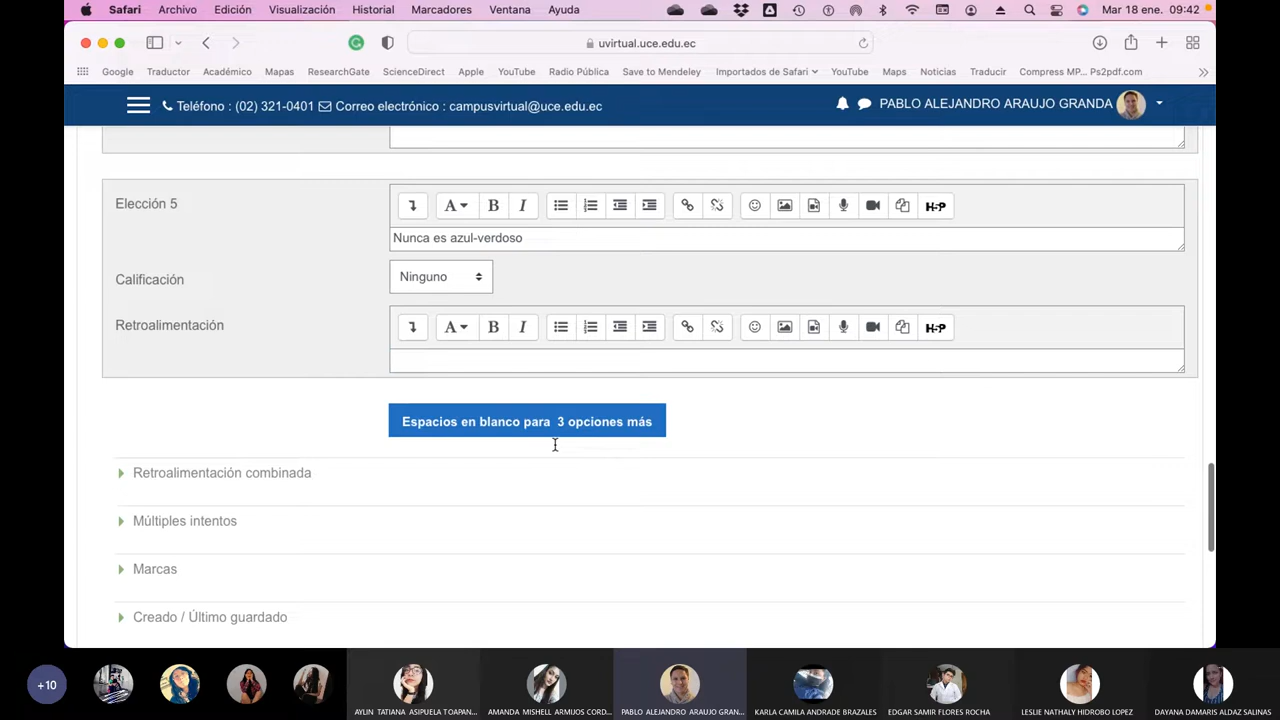 Safari Archivo Edición Visualización Historial Marcadores Ventana Ayuda Mar 18 ene. 09:42
uvirtual.uce.edu.ec
Google Traductor Académico Mapas ResearchGate ScienceDirect Apple YouTube Radio Pública Save to Mendeley Importados de Safari YouTube Maps Noticias Traducir Compress MP... Ps2pdf.com
Teléfono : (02) 321-0401 Correo electrónico : campusvirtual@uce.edu.ec PABLO ALEJANDRO ARAUJO GRANDA
Elección 5
A B I H-P
Nunca es azul-verdoso
Calificación Ninguno
Retroalimentación
A B I H-P
Espacios en blanco para 3 opciones más
Retroalimentación combinada
Múltiples intentos
Marcas
Creado / Último guardado
+10
AYLIN TATIANA ASIPUELA TOAPAN... AMANDA MISHELL ARMIJOS CORD... PABLO ALEJANDRO ARAUJO GRAN... KARLA CAMILA ANDRADE BRAZALES EDGAR SAMIR FLORES ROCHA LESLIE NATHALY HIDROBO LOPEZ DAYANA DAMARIS ALDAZ SALINAS